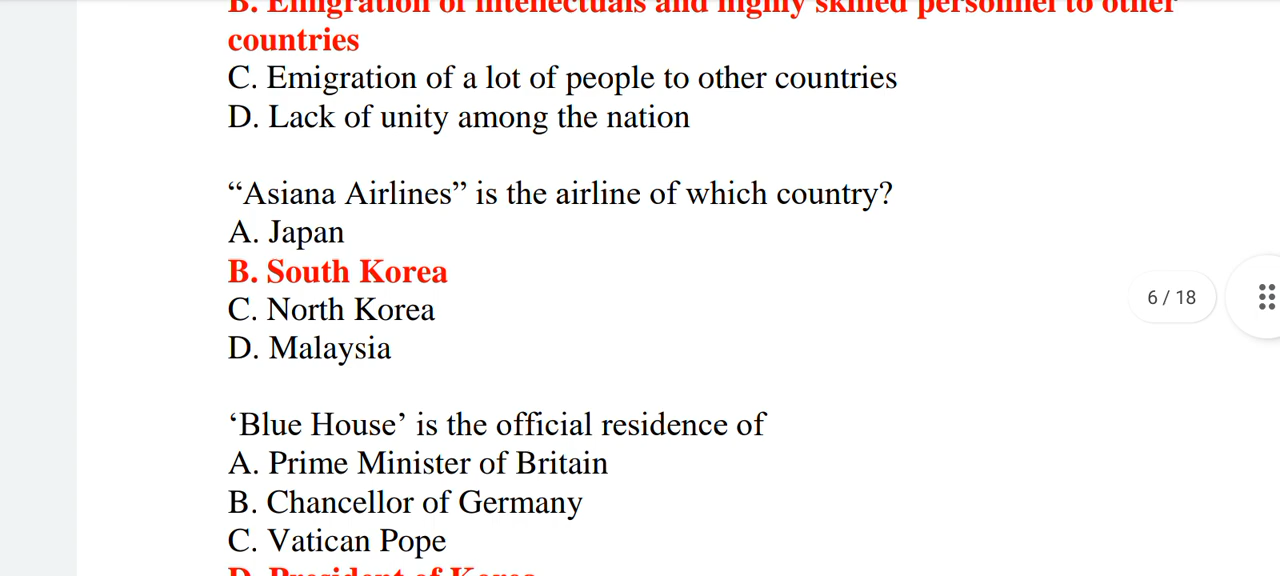 B. Emigration of intellectuals and highly skilled personnel to other
countries
C. Emigration of a lot of people to other countries
D. Lack of unity among the nation
“Asiana Airlines” is the airline of which country?
A. Japan
B. South Korea
C. North Korea
D. Malaysia
6 / 18
‘Blue House’ is the official residence of
A. Prime Minister of Britain
B. Chancellor of Germany
C. Vatican Pope
D. President of Korea